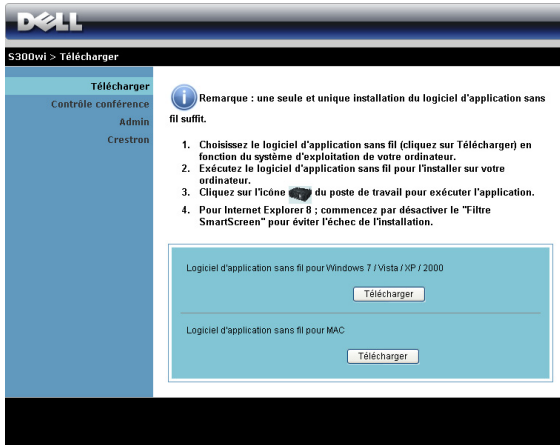 DELL
S300wi > Télécharger
Télécharger
Contrôle conférence
Admin
Crestron
Remarque : une seule et unique installation du logiciel d'application sans
fil suffit.
1. Choisissez le logiciel d'application sans fil (cliquez sur Télécharger) en
fonction du système d'exploitation de votre ordinateur.
2. Exécutez le logiciel d'application sans fil pour l'installer sur votre
ordinateur.
3. Cliquez sur l'icône du poste de travail pour exécuter l'application.
4. Pour Internet Explorer 8 ; commencez par désactiver le "Filtre
SmartScreen" pour éviter l'échec de l'installation.
Logiciel d'application sans fil pour Windows 7 / Vista / XP / 2000
Télécharger
Logiciel d'application sans fil pour MAC
Télécharger